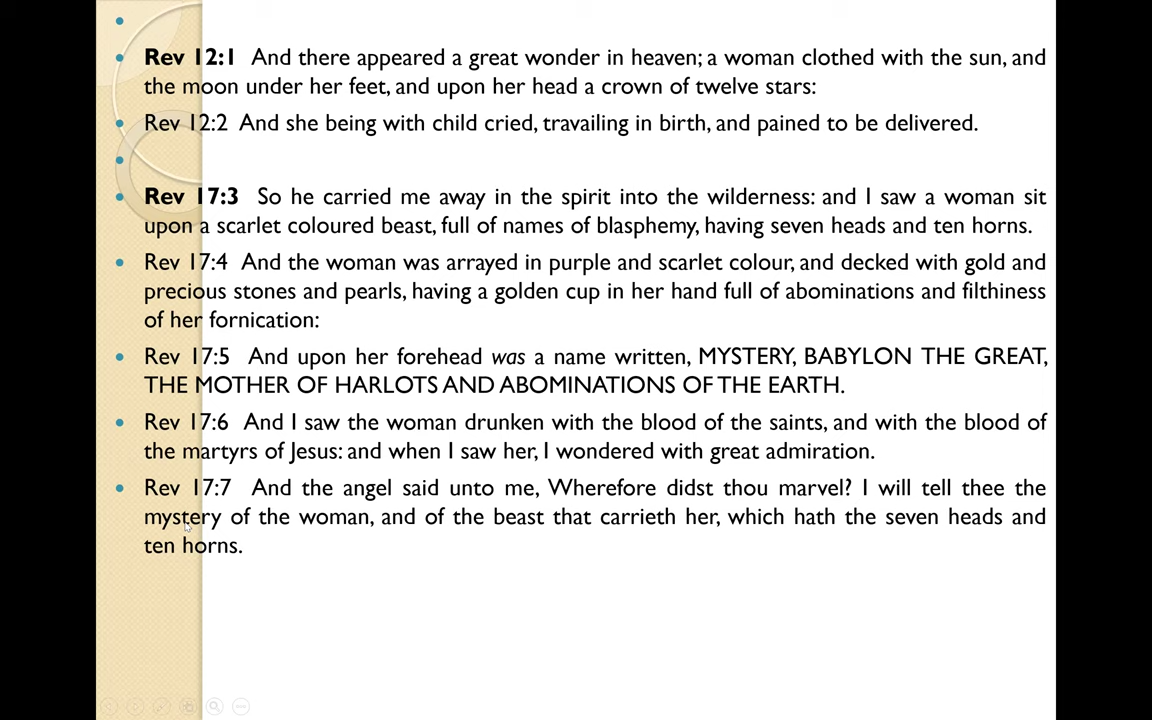 Rev 12:1 And there appeared a great wonder in heaven; a woman clothed with the sun, and
the moon under her feet, and upon her head a crown of twelve stars:
Rev 12:2 And she being with child cried, travailing in birth, and pained to be delivered.
Rev 17:3 So he carried me away in the spirit into the wilderness: and I saw a woman sit
upon a scarlet coloured beast, full of names of blasphemy, having seven heads and ten horns.
Rev 17:4 And the woman was arrayed in purple and scarlet colour, and decked with gold and
precious stones and pearls, having a golden cup in her hand full of abominations and filthiness
of her fornication:
Rev 17:5 And upon her forehead was a name written, MYSTERY, BABYLON THE GREAT,
THE MOTHER OF HARLOTS AND ABOMINATIONS OF THE EARTH.
Rev 17:6 And I saw the woman drunken with the blood of the saints, and with the blood of
the martyrs of Jesus: and when I saw her, I wondered with great admiration.
Rev 17:7 And the angel said unto me, Wherefore didst thou marvel? I will tell thee the
mystery of the woman, and of the beast that carrieth her, which hath the seven heads and
ten horns.